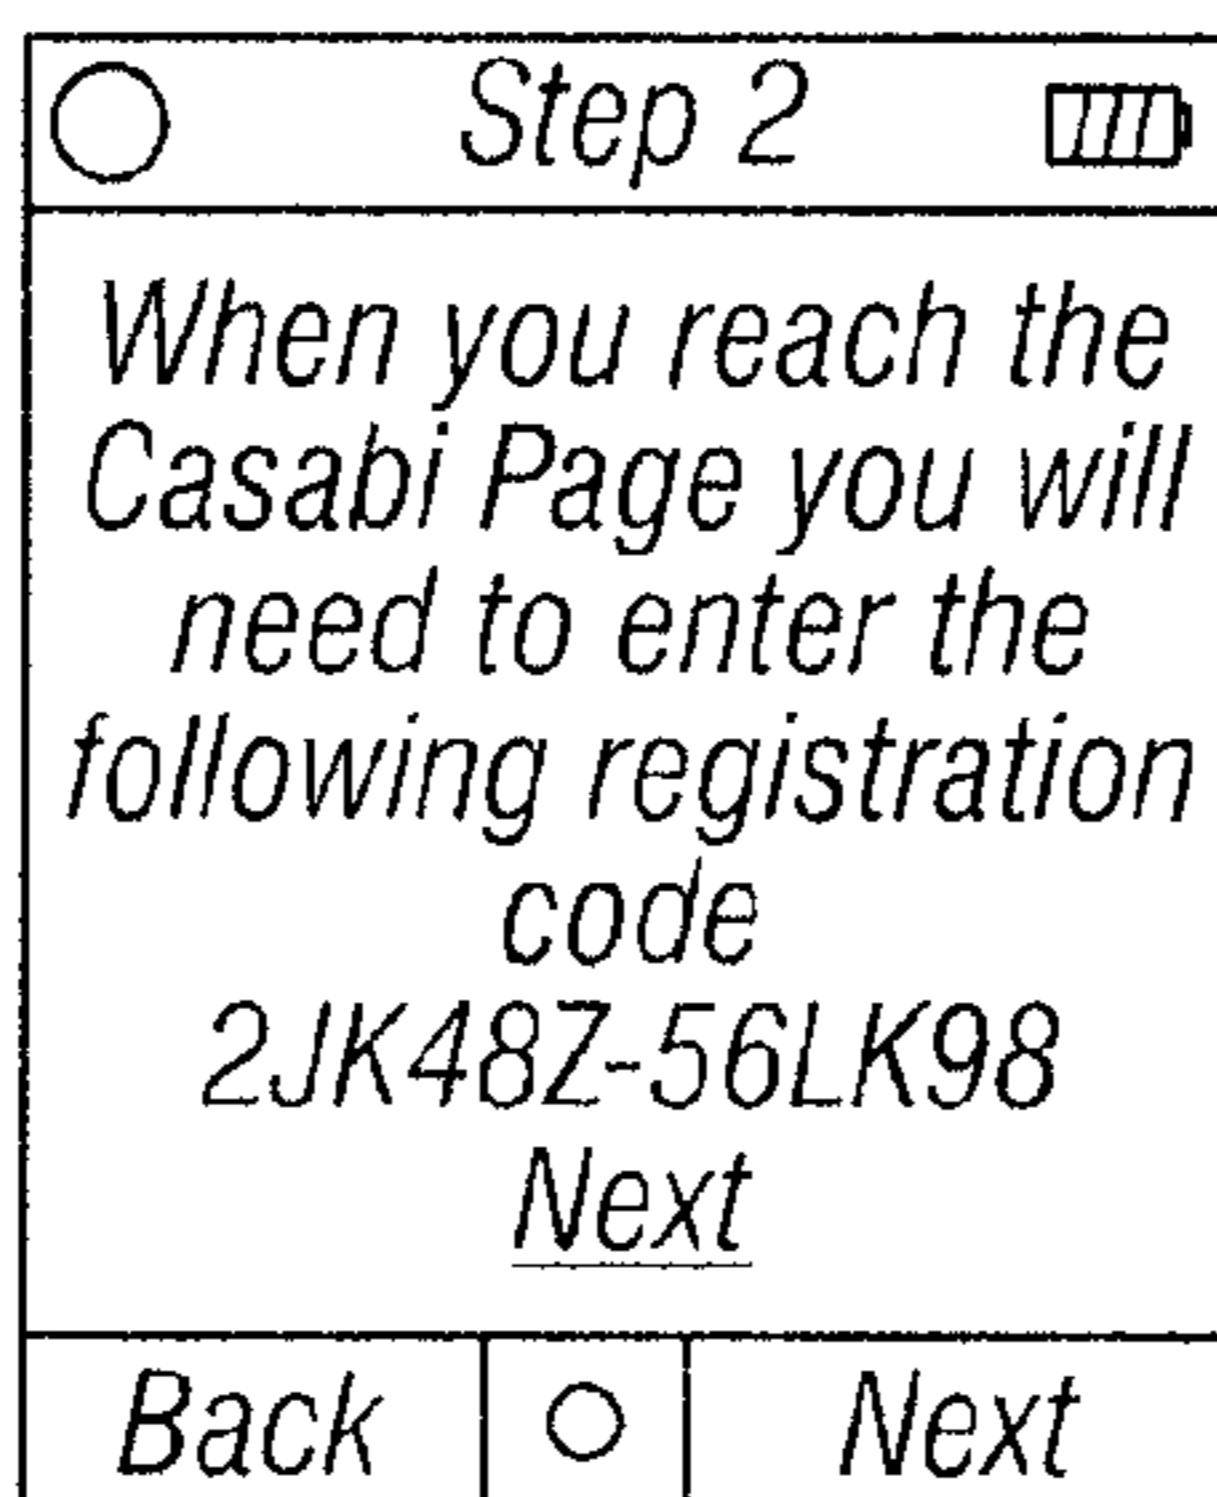 Step 2
When you reach the
Casabi Page you will
need to enter the
following registration
code
2JK48Z-56LK98
Next
Back
Next